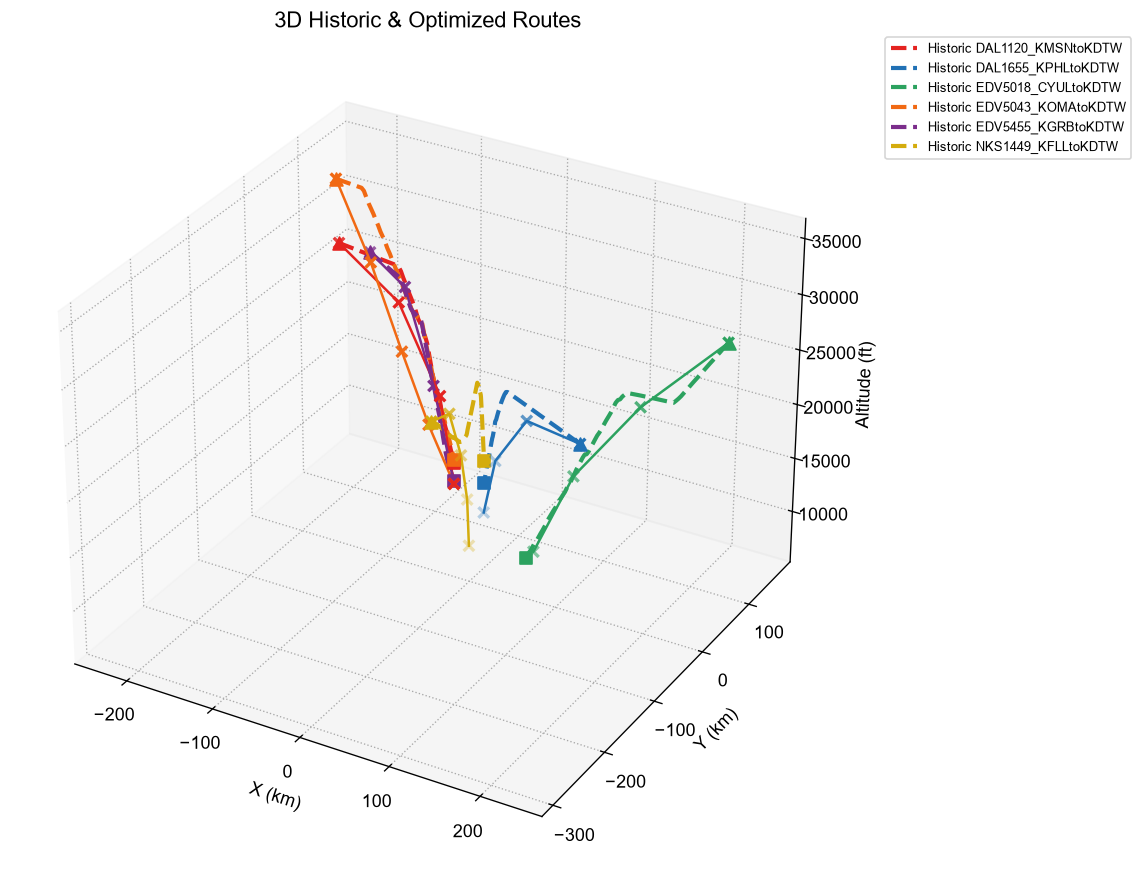 3D Historic & Optimized Routes
Historic DAL1120_KMSNtoKDTW
Historic DAL1655_KPHLtoKDTW
Historic EDV5018_CYULtoKDTW
Historic EDV5043_KOMAtoKDTW
Historic EDV5455_KGRBtoKDTW
Historic NKS1449_KFLLtoKDTW
35000
30000
25000
20000
15000
10000
Altitude (ft)
100
0
−100
−200
−300
Y (km)
−200
−100
0
100
200
X (km)